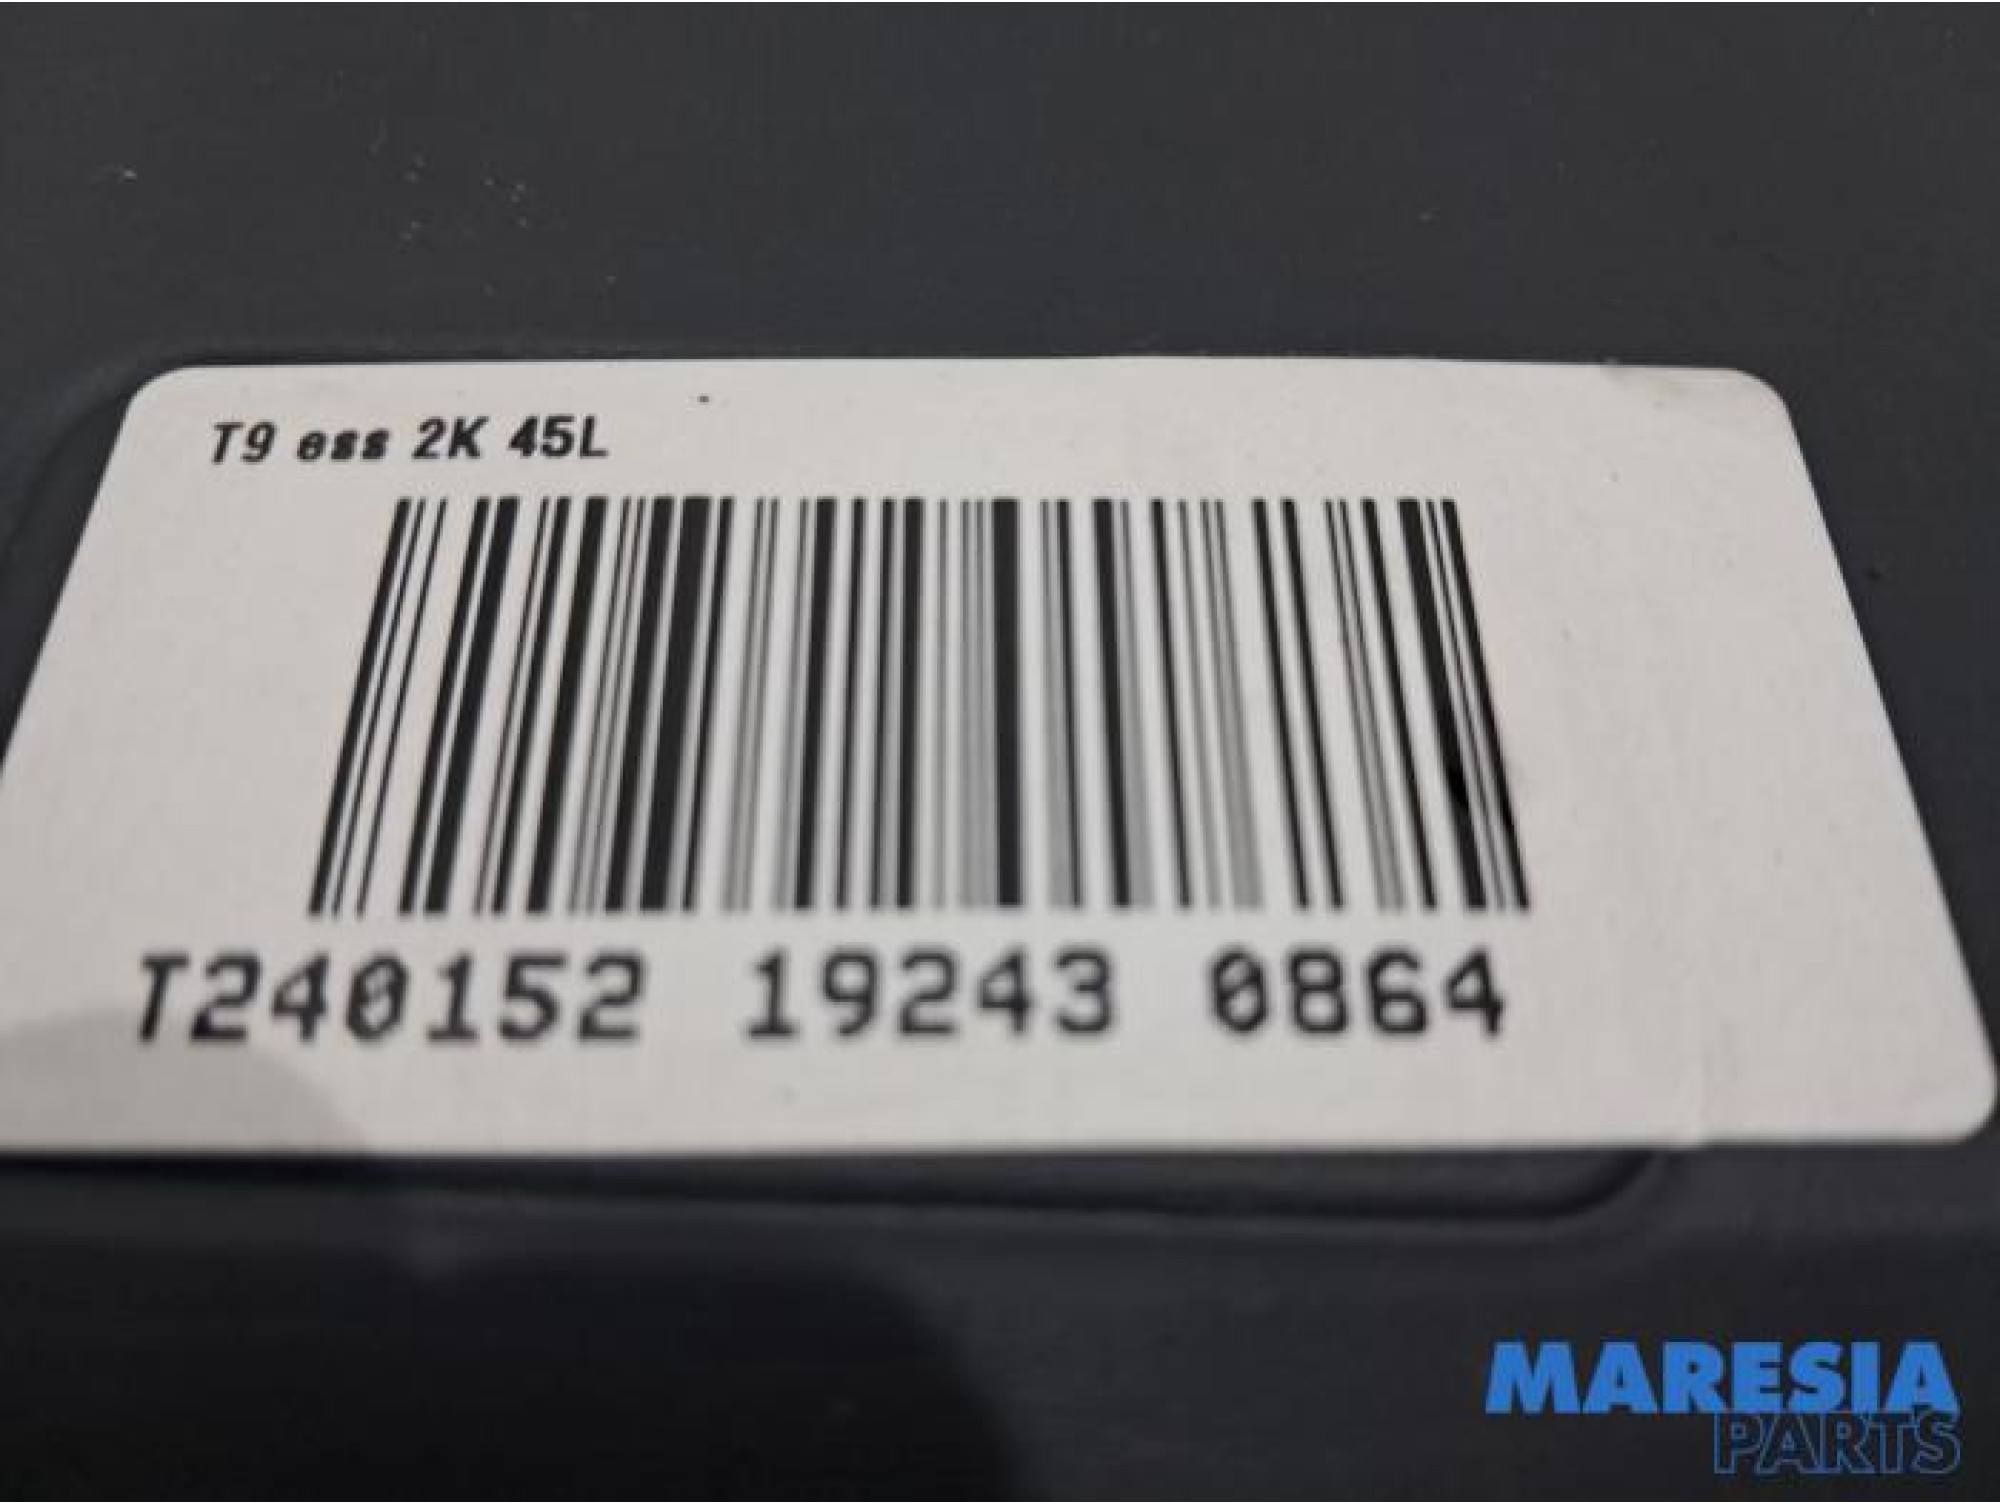 T9 ess 2K 45L
T240152 19243 0864
MARESIA
PARTS